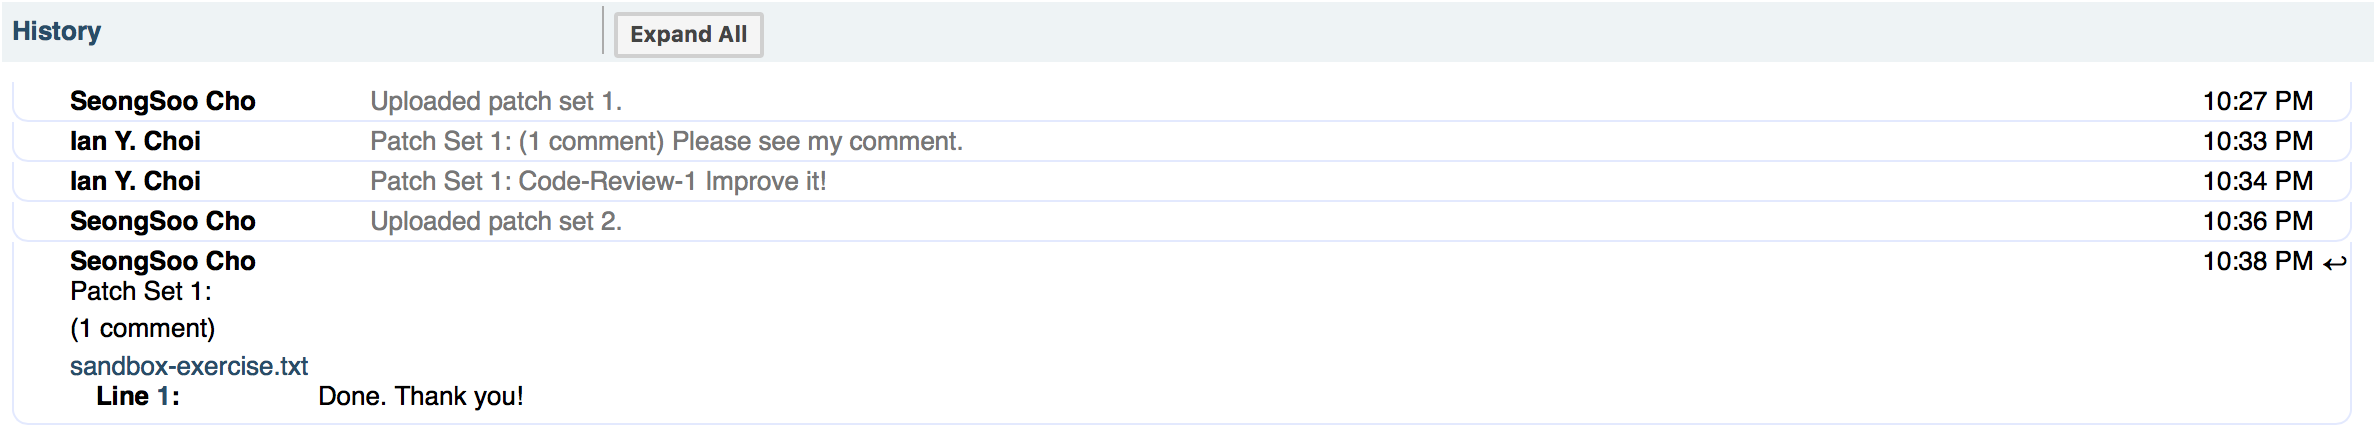 History Expand All
SeongSoo Cho Uploaded patch set 1. 10:27 PM
Ian Y. Choi Patch Set 1: (1 comment) Please see my comment. 10:33 PM
Ian Y. Choi Patch Set 1: Code-Review-1 Improve it! 10:34 PM
SeongSoo Cho Uploaded patch set 2. 10:36 PM
SeongSoo Cho 10:38 PM
Patch Set 1:
(1 comment)
sandbox-exercise.txt
Line 1: Done. Thank you!